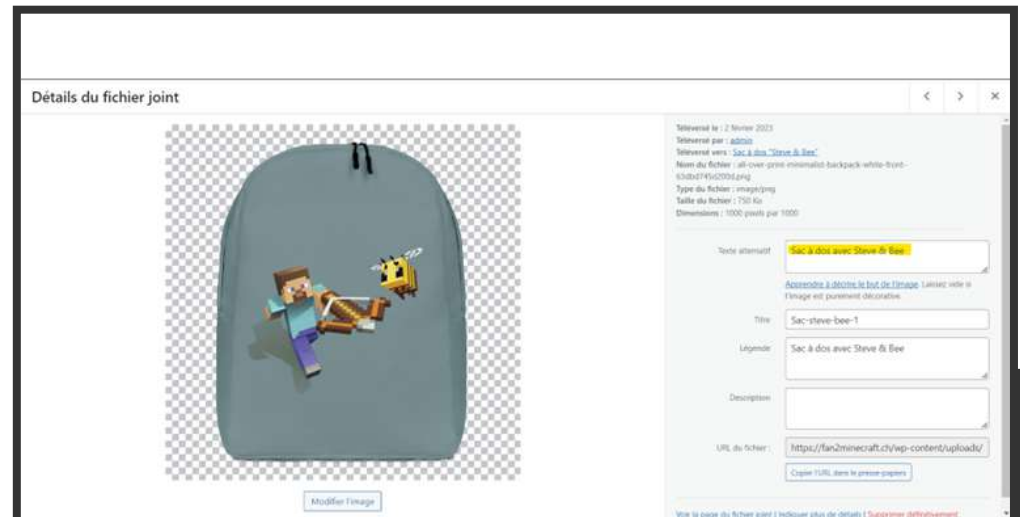 Détails du fichier joint
Téléversé le : 2 février 2023
Téléversé par : admin
Téléversé vers : Sac à dos "Steve & Bee"
Nom du fichier : all-over-print-minimalist-backpack-white-front-
63dbd745d200d.png
Type du fichier : image/png
Taille du fichier : 750 Ko
Dimensions : 1000 pixels par 1000
Texte alternatif
Sac à dos avec Steve & Bee
Apprendre à décrire le but de l'image. Laissez vide si
l'image est purement décorative.
Titre
Sac-steve-bee-1
Légende
Sac à dos avec Steve & Bee
Description
URL du fichier :
https://fan2minecraft.ch/wp-content/uploads/
Copier l'URL dans le presse-papiers
Modifier l'image
Voir la page du fichier joint | Indiquer plus de détails | Supprimer définitivement